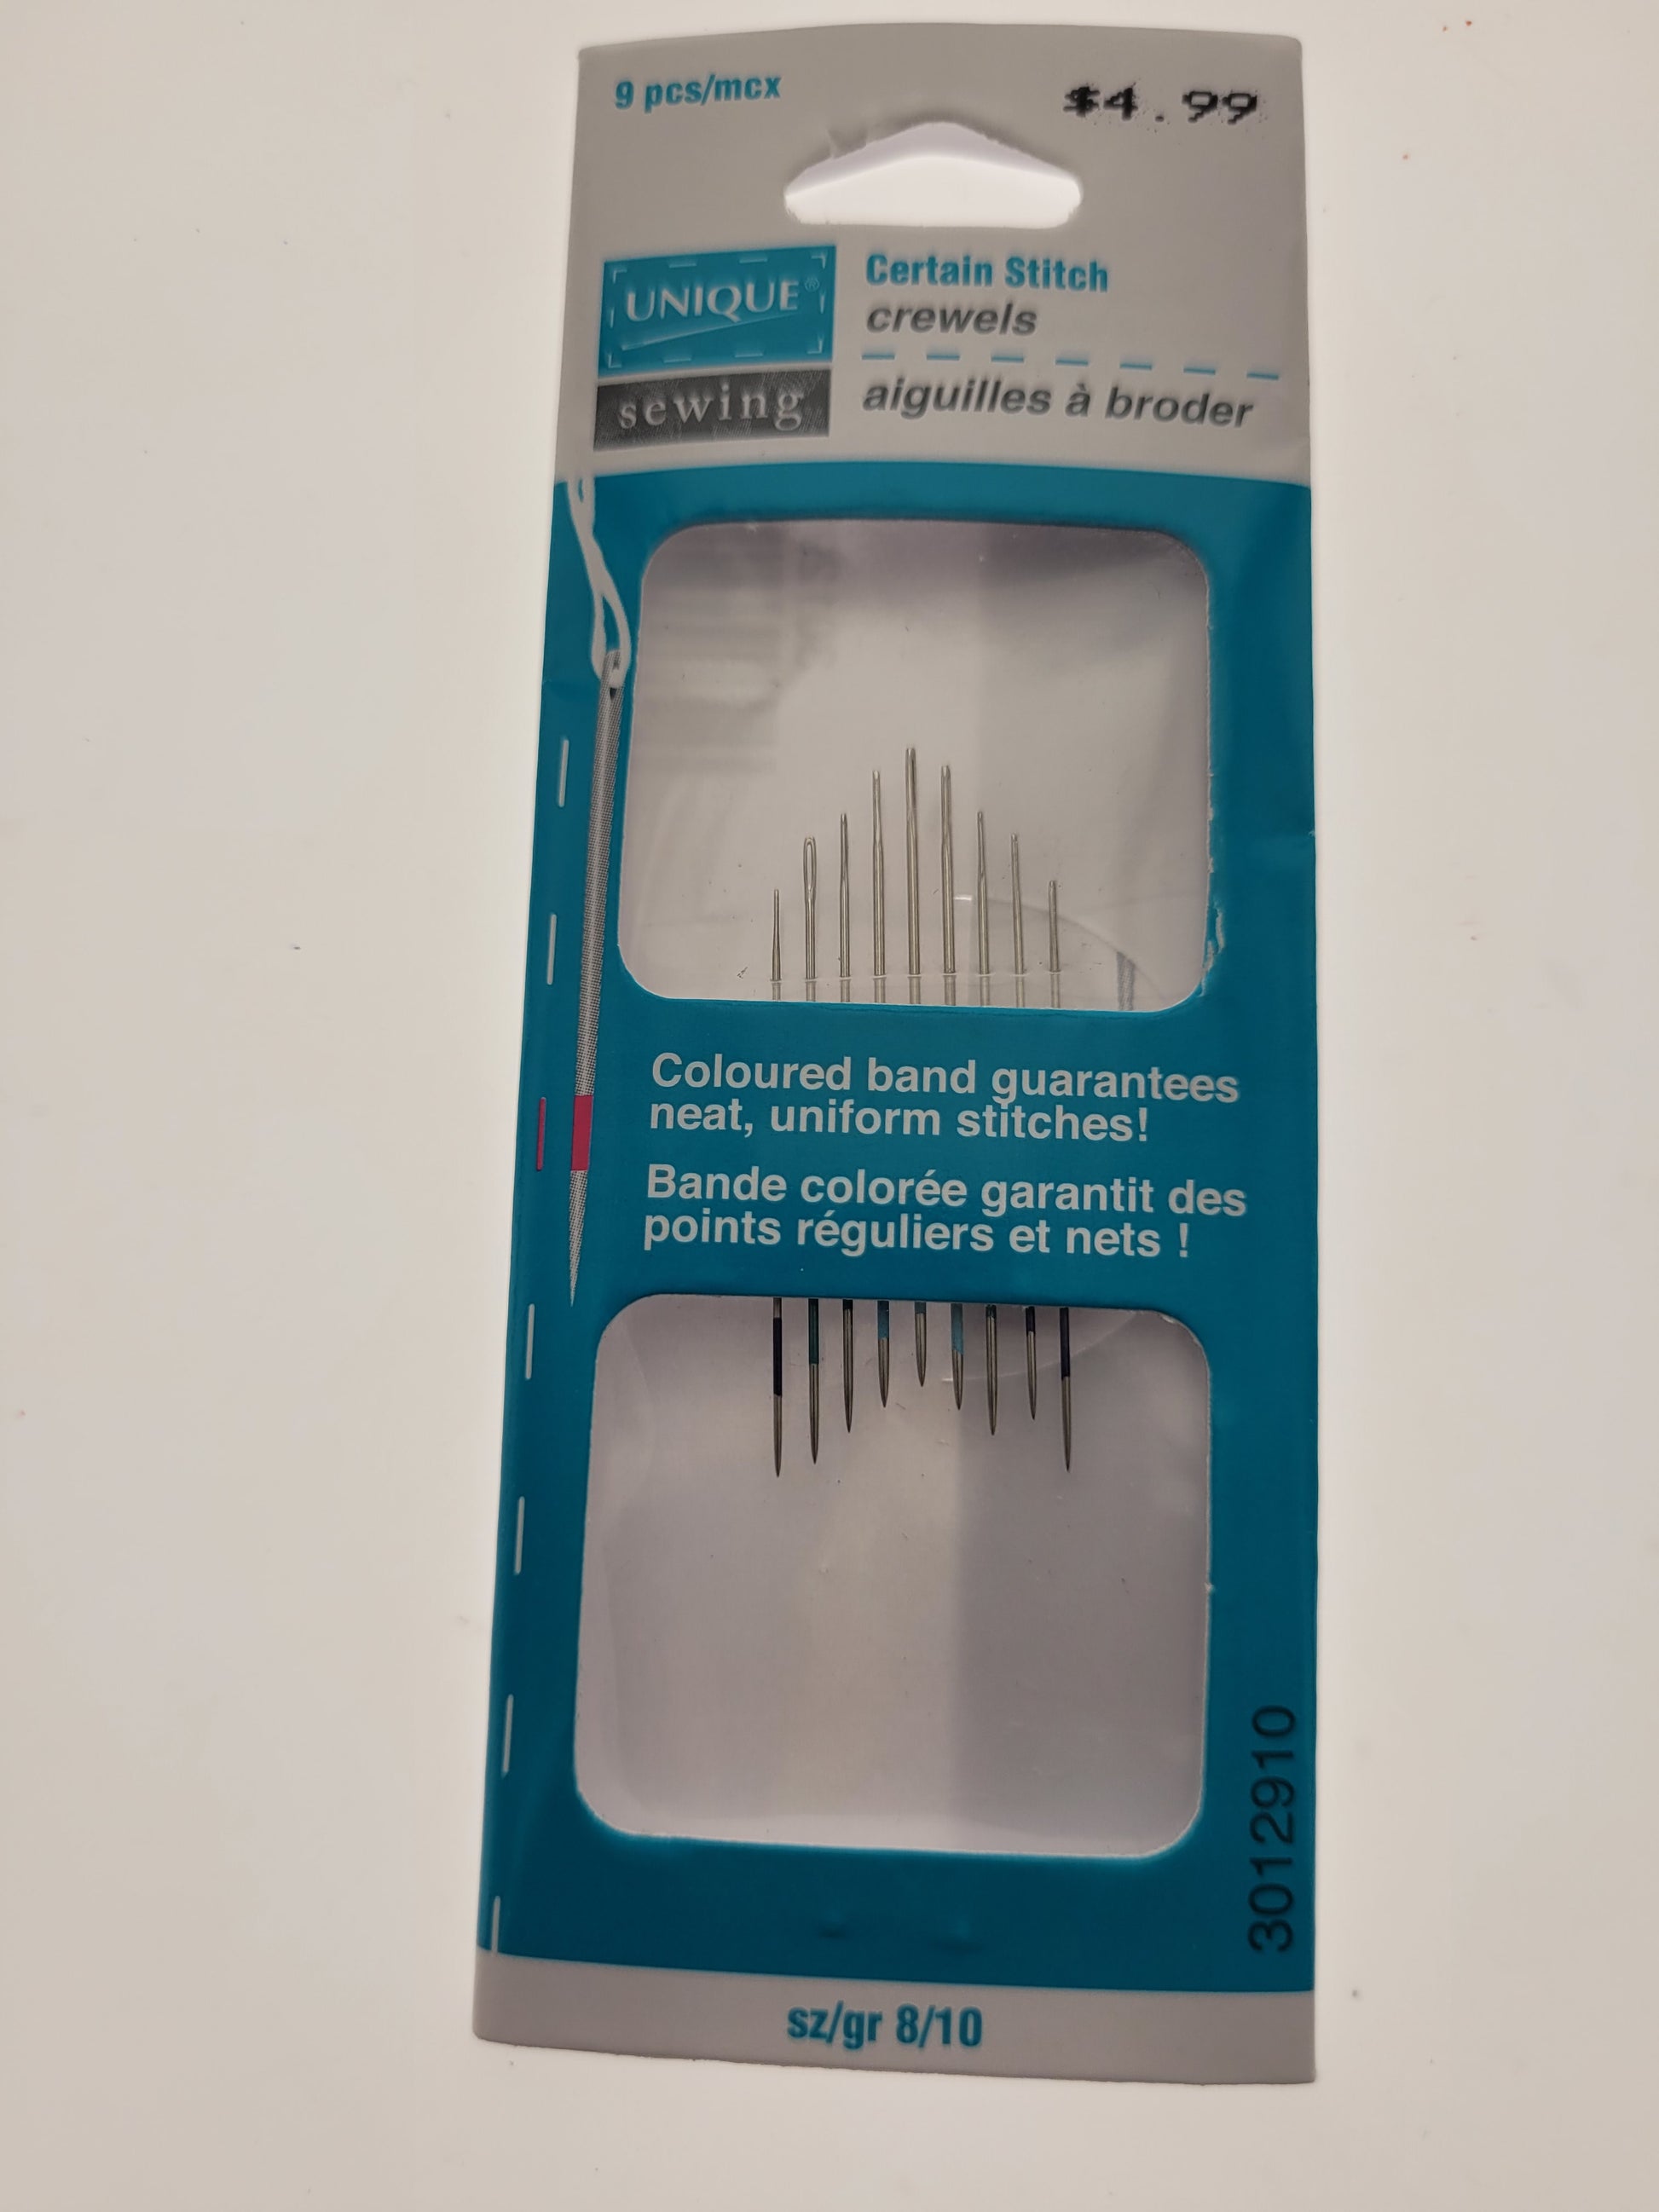 9 pcs/mcx
$4.99
UNIQUE®
sewing
Certain Stitch
crewels
aiguilles à broder
Coloured band guarantees
neat, uniform stitches!
Bande colorée garantit des
points réguliers et nets !
3012910
sz/gr 8/10